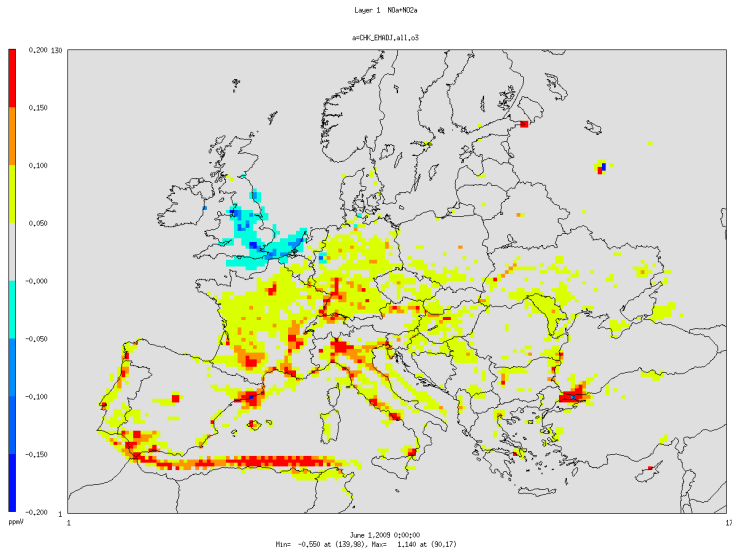 Layer 1 NOa+NO2a
a=CHK_EMADJ,all,o3
0.200 130
0.150
0.100
0.050
-0.000
-0.050
-0.100
-0.150
-0.200
ppmV 1
1 17
June 1,2009 0:00:00
Min= -0.550 at (139,98), Max= 1.140 at (90,17)